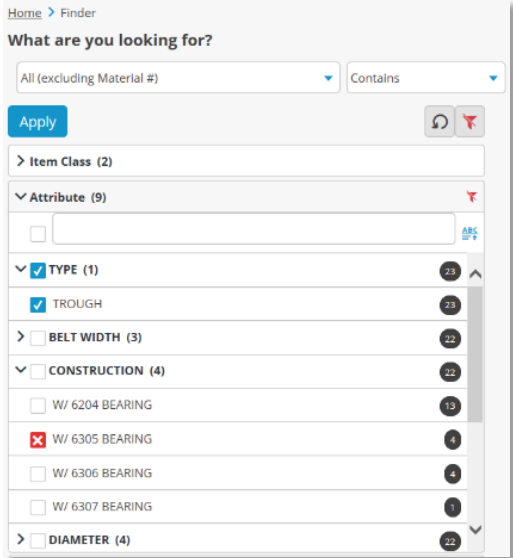 Home > Finder
What are you looking for?
All (excluding Material #) Contains
Apply
Item Class (2)
Attribute (9)
ABC
TYPE (1) 23
TROUGH 23
BELT WIDTH (3) 22
CONSTRUCTION (4) 22
W/ 6204 BEARING 13
W/ 6305 BEARING 4
W/ 6306 BEARING 4
W/ 6307 BEARING 1
DIAMETER (4) 22